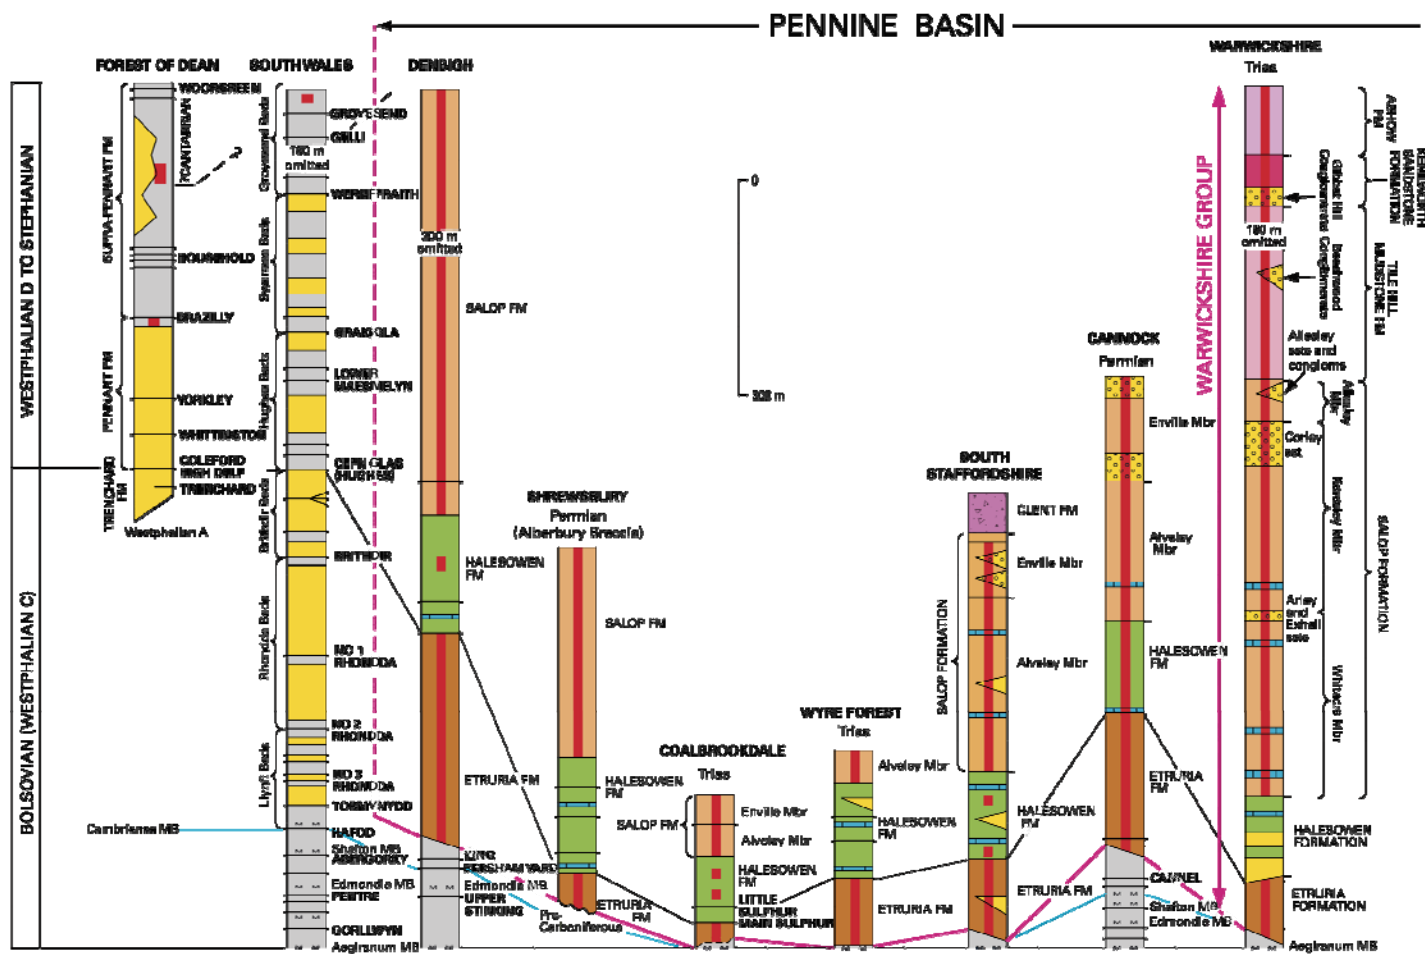 PENNINE BASIN
FOREST OF DEAN
SOUTH WALES
DENBIGH
WARWICKSHIRE
Trias
WESTPHALIAN D TO STEPHANIAN
BOLSOVIAN (WESTPHALIAN C)
SUPRA-PENNANT FM
PENNANT FM
TRENCHARD FM
WOORGREEN
?CANTABRIAN
?
HOUSEHOLD
BRAZILLY
YORKLEY
WHITTINGTON
COLEFORD
HIGH DELF
TRENCHARD
Westphalian A
Cambriense MB
Grovesend Beds
Swansea Beds
Hughes Beds
Brithdir Beds
Rhondda Beds
Llynfi Beds
GROVESEND
GELLI
180 m
omitted
WERNFFRAITH
GRAIGOLA
LOWER
MAESMELYN
CEFN GLAS
(HUGHES)
BRITHDIR
NO 1
RHONDDA
NO 2
RHONDDA
NO 3
RHONDDA
TORMYNYDD
HAFOD
Shafton MB
ABERGORKY
Edmondia MB
PENTRE
GORLLWYN
Aegiranum MB
300 m
omitted
SALOP FM
HALESOWEN
FM
ETRURIA FM
KING
BERSHAM YARD
Edmondia MB
UPPER
STINKING
Pre-
Carboniferous
SHREWSBURY
Permian
(Alberbury Breccia)
SALOP FM
HALESOWEN
FM
ETRURIA
FM
COALBROOKDALE
Trias
SALOP FM
Enville Mbr
Alveley Mbr
HALESOWEN
FM
LITTLE
SULPHUR
MAIN SULPHUR
WYRE FOREST
Trias
Alveley Mbr
HALESOWEN
FM
ETRURIA FM
SOUTH
STAFFORDSHIRE
CLENT FM
SALOP FORMATION
Enville Mbr
Alveley Mbr
HALESOWEN
FM
ETRURIA FM
0
CANNOCK
Permian
Enville Mbr
Alveley Mbr
HALESOWEN
FM
ETRURIA
FM
CANNEL
Shafton MB
Edmondia MB
WARWICKSHIRE GROUP
180 m
omitted
ASHOW
FM
KENILWORTH
SANDSTONE
FORMATION
Gibbet Hill
Conglomerate
Beechwood
Conglomerate
TILE HILL
MUDSTONE FM
Allesley
ssts and
congloms
Allesley
Mbr
Corley
sst
Keresley Mbr
Arley
and
Exhall
ssts
Whitacre Mbr
SALOP FORMATION
HALESOWEN
FORMATION
ETRURIA
FORMATION
Aegiranum MB